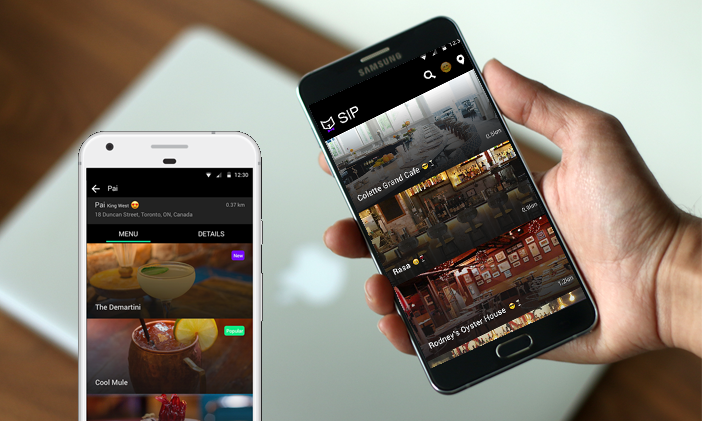 12:30
Pai
Pai King West 😍
0.37 km
18 Duncan Street, Toronto, ON, Canada
MENU
DETAILS
New
The Demartini
Popular
Cool Mule
SAMSUNG
SIP
0.5km
Colette Grand Cafe
0.9km
Rasa
1.2km
Rodney's Oyster House